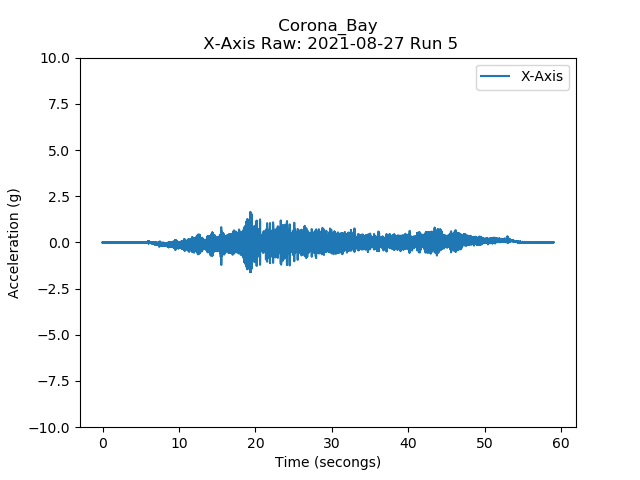 Corona_Bay
X-Axis Raw: 2021-08-27 Run 5
X-Axis
Acceleration (g)
10.0
7.5
5.0
2.5
0.0
−2.5
−5.0
−7.5
−10.0
0 10 20 30 40 50 60
Time (secongs)